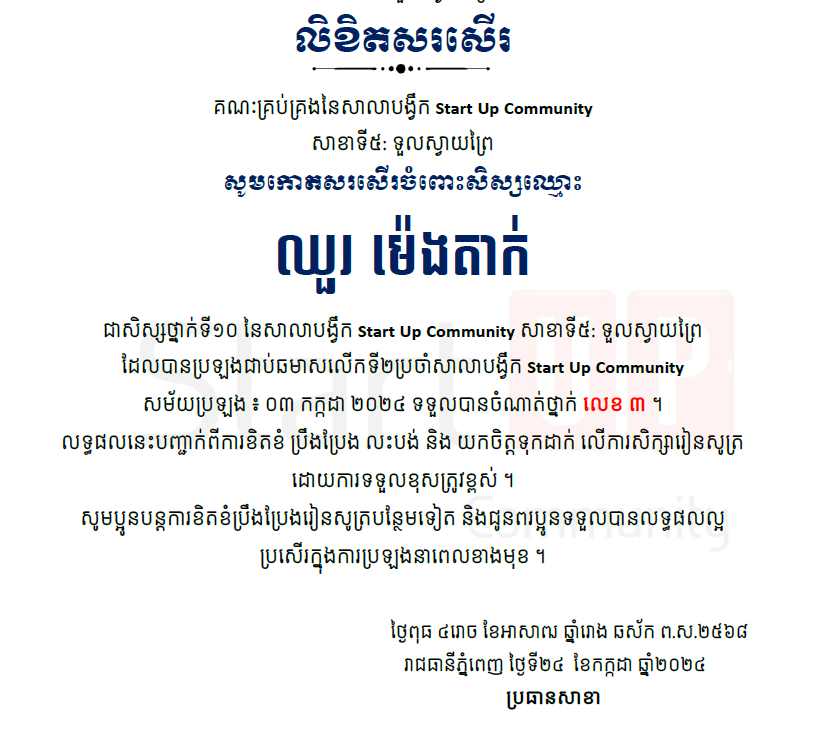 លិខិតសរសើរ
គណៈគ្រប់គ្រងនៃសាលាបង្វឹក Start Up Community
សាខាទី៥: ទួលស្វាយព្រៃ
សូមកោតសរសើរចំពោះសិស្សឈ្មោះ
ឈួរ ម៉េងតាក់
ជាសិស្សថ្នាក់ទី១០ នៃសាលាបង្វឹក Start Up Community សាខាទី៥: ទួលស្វាយព្រៃ
ដែលបានប្រឡងជាប់ឆមាសលើកទី២ប្រចាំសាលាបង្វឹក Start Up Community
សម័យប្រឡង ៖ ០៣ កក្កដា ២០២៤ ទទួលបានចំណាត់ថ្នាក់ លេខ ៣ ។
លទ្ធផលនេះបញ្ជាក់ពីការខិតខំ ប្រឹងប្រែង លះបង់ និង យកចិត្តទុកដាក់ លើការសិក្សារៀនសូត្រ
ដោយការទទួលខុសត្រូវខ្ពស់ ។
សូមប្អូនបន្តការខិតខំប្រឹងប្រែងរៀនសូត្របន្ថែមទៀត និងជូនពរប្អូនទទួលបានលទ្ធផលល្អ
ប្រសើរក្នុងការប្រឡងនាពេលខាងមុខ ។
Start UP
Community
ថ្ងៃពុធ ៤រោច ខែអាសាឍ ឆ្នាំរោង ឆស័ក ព.ស.២៥៦៨
រាជធានីភ្នំពេញ ថ្ងៃទី២៤ ខែកក្កដា ឆ្នាំ២០២៤
ប្រធានសាខា